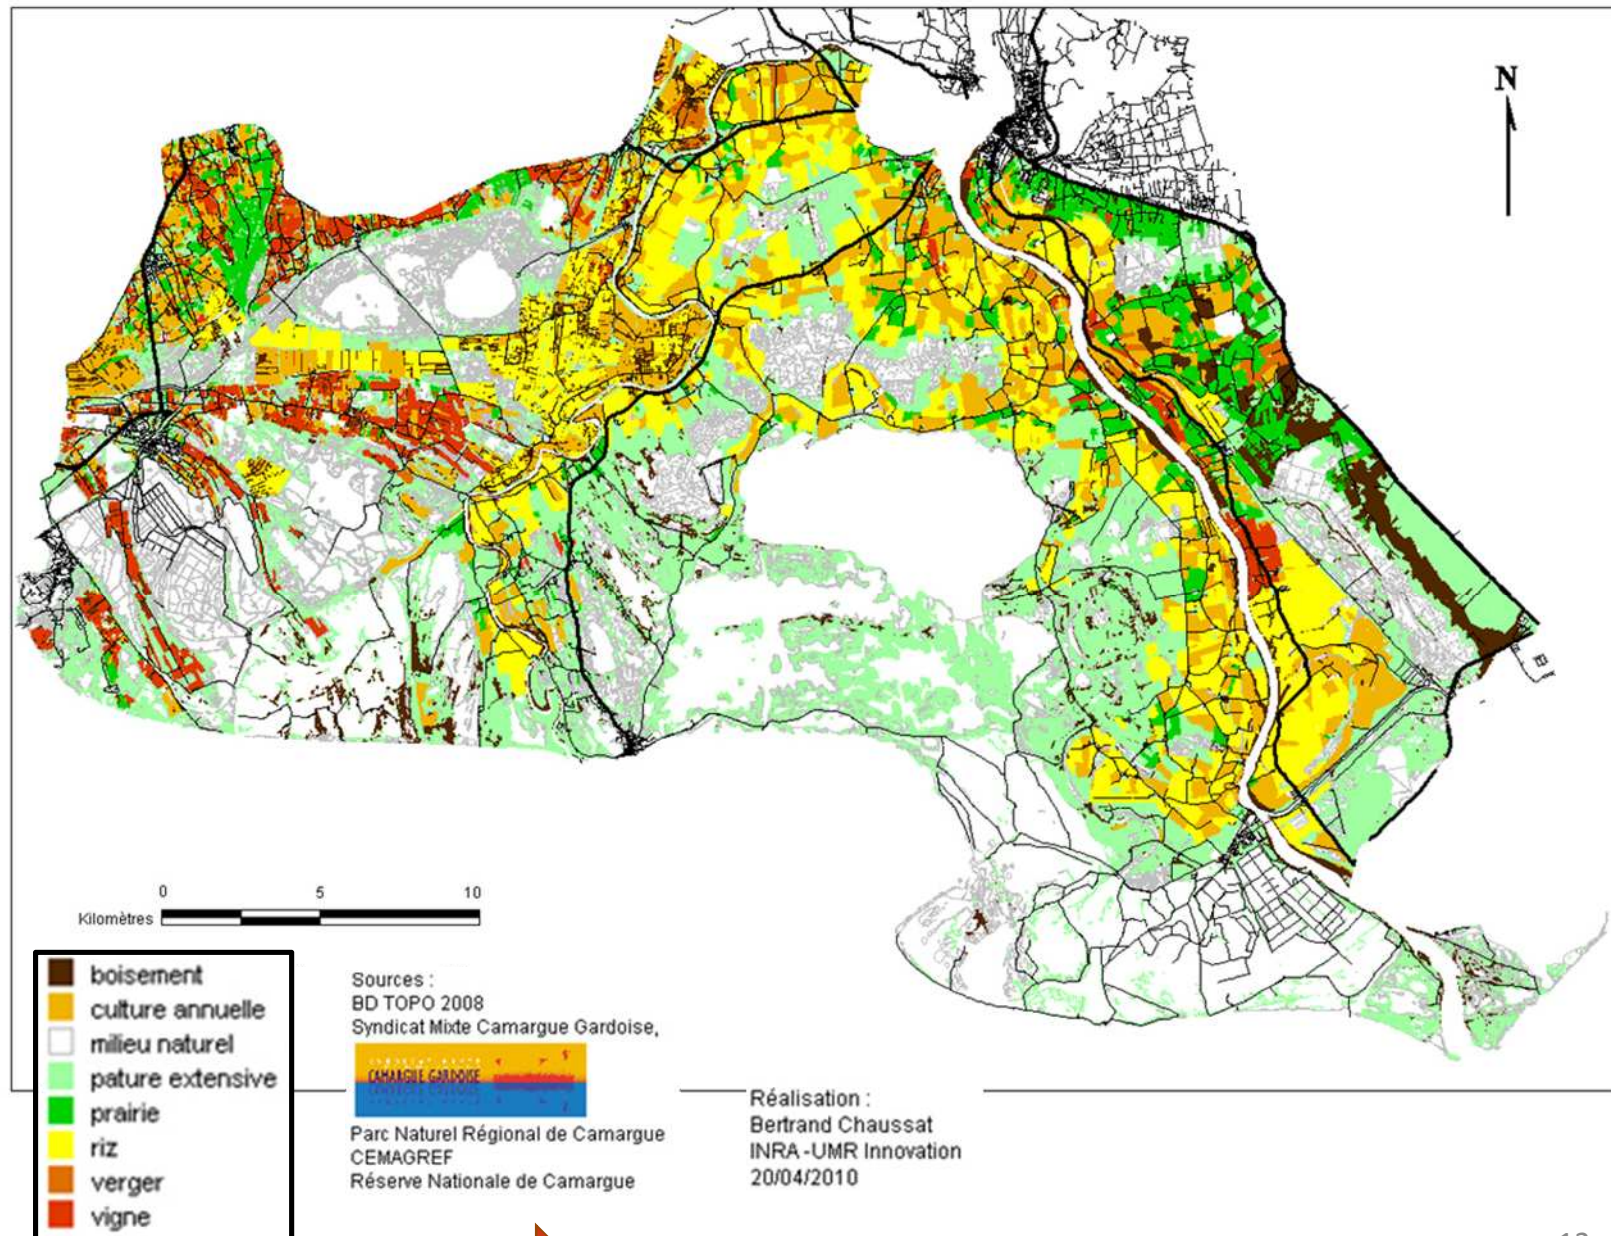 N
0 5 10
Kilomètres
boisement
culture annuelle
milieu naturel
pature extensive
prairie
riz
verger
vigne
Sources :
BD TOPO 2008
Syndicat Mixte Camargue Gardoise,
CAMARGUE GARDOISE
Parc Naturel Régional de Camargue
CEMAGREF
Réserve Nationale de Camargue
Réalisation :
Bertrand Chaussat
INRA -UMR Innovation
20/04/2010